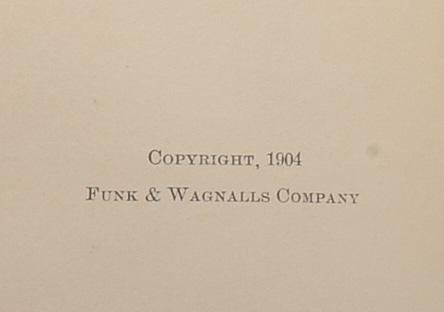 Copyright, 1904
Funk & Wagnalls Company